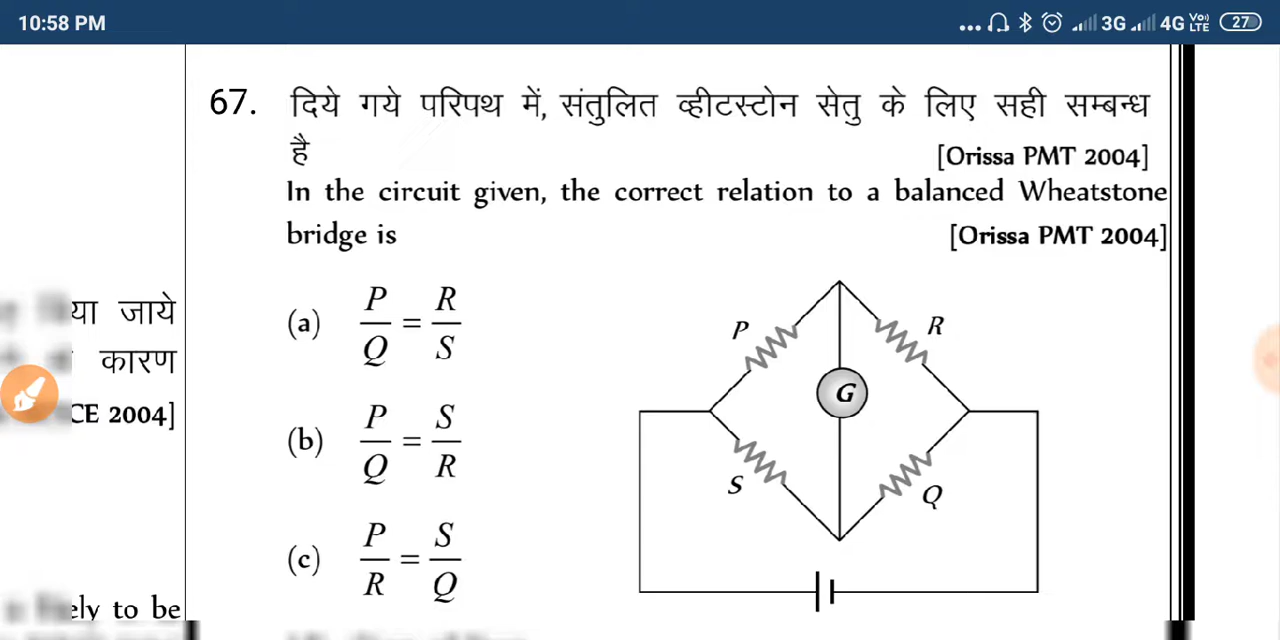 10:58 PM
... 3G 4G Vo) LTE 27
67. दिये गये परिपथ में, संतुलित व्हीटस्टोन सेतु के लिए सही सम्बन्ध
है [Orissa PMT 2004]
In the circuit given, the correct relation to a balanced Wheatstone
bridge is [Orissa PMT 2004]
या जाये
कारण
CE 2004]
ely to be
(a) P/Q = R/S
(b) P/Q = S/R
(c) P/R = S/Q
P
R
G
S
Q